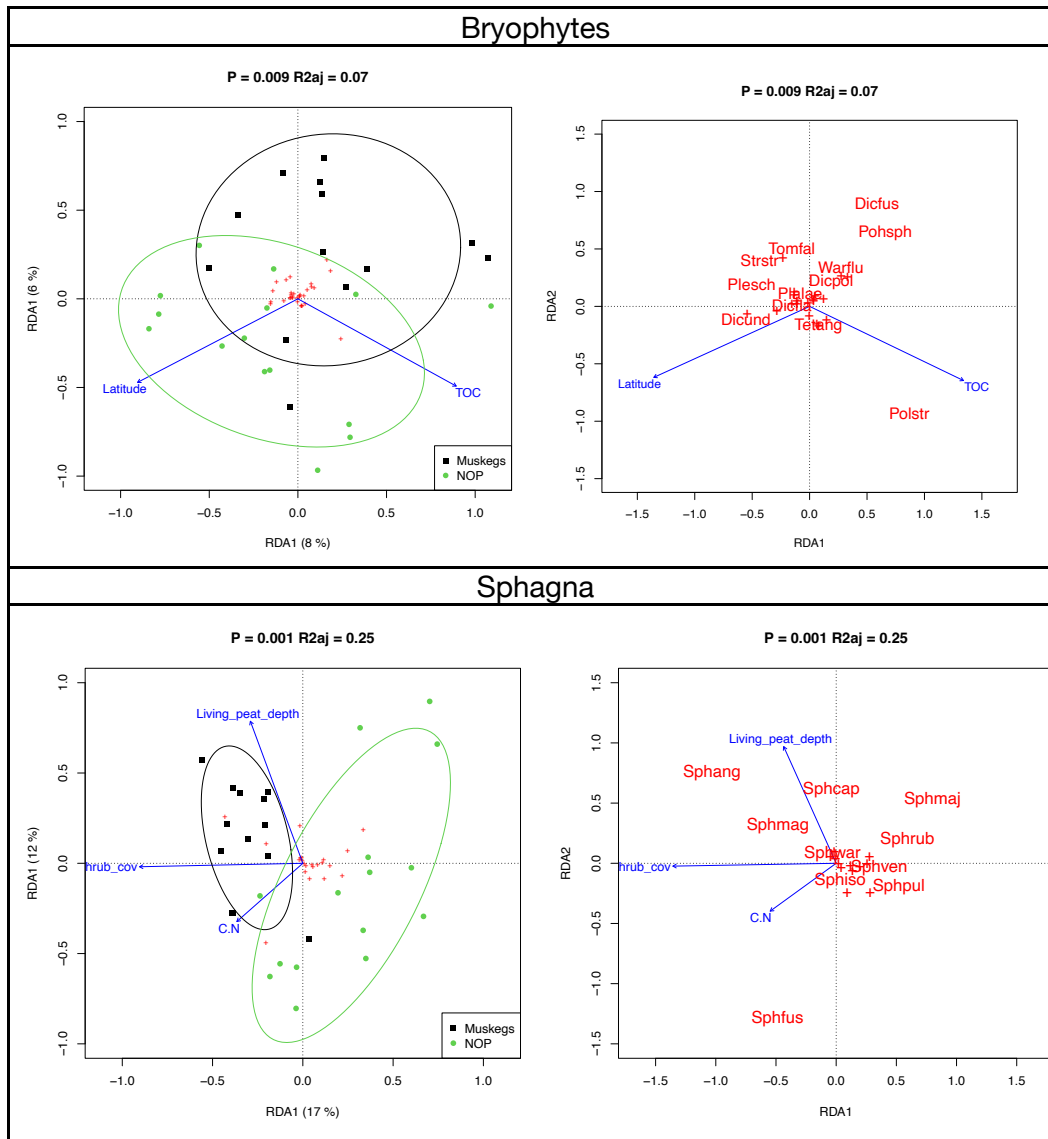 Bryophytes
P = 0.009 R2aj = 0.07
1.0
0.5
0.0
−0.5
−1.0
RDA1 (6 %)
Latitude
TOC
Muskegs
NOP
−1.0 −0.5 0.0 0.5 1.0
RDA1 (8 %)
P = 0.009 R2aj = 0.07
1.5
1.0
0.5
0.0
−0.5
−1.0
−1.5
RDA2
Dicfus
Pohsph
Tomfal
Strstr
Warflu
Plesch
Dicpol
Dicund
Tetang
Latitude
TOC
Polstr
−1.5 −1.0 −0.5 0.0 0.5 1.0 1.5
RDA1
Sphagna
P = 0.001 R2aj = 0.25
1.0
0.5
0.0
−0.5
−1.0
RDA1 (12 %)
Living_peat_depth
hrub_cov
C.N
Muskegs
NOP
−1.0 −0.5 0.0 0.5 1.0
RDA1 (17 %)
P = 0.001 R2aj = 0.25
1.5
1.0
0.5
0.0
−0.5
−1.0
−1.5
RDA2
Living_peat_depth
Sphang
Sphcap
Sphmaj
Sphmag
Sphrub
Sphwar
hrub_cov
Sphven
Sphiso
Sphpul
C.N
Sphfus
−1.5 −1.0 −0.5 0.0 0.5 1.0 1.5
RDA1